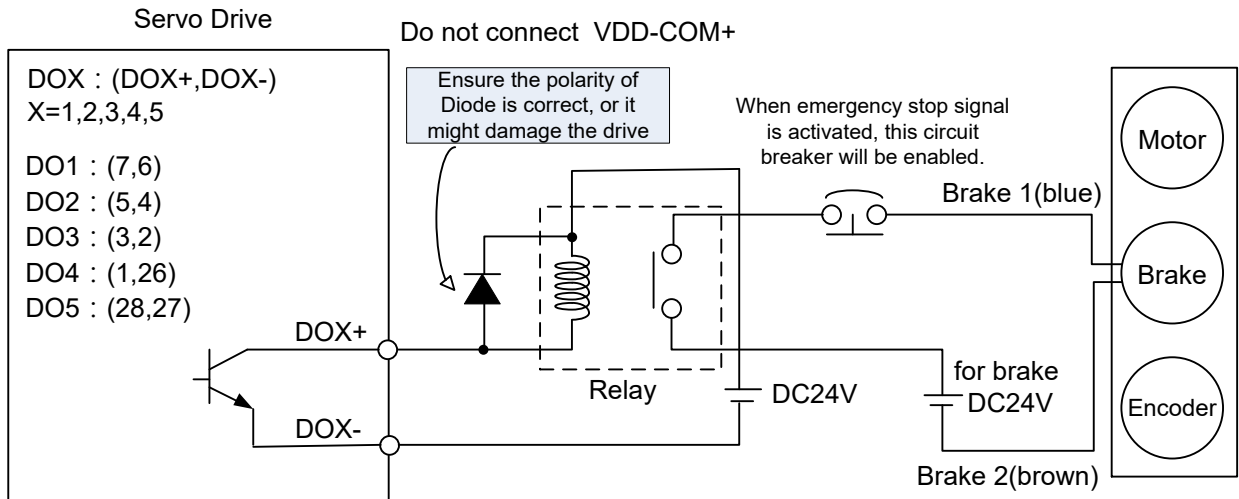 Servo Drive
Do not connect VDD-COM+
DOX : (DOX+,DOX-)
X=1,2,3,4,5
DO1 : (7,6)
DO2 : (5,4)
DO3 : (3,2)
DO4 : (1,26)
DO5 : (28,27)
Ensure the polarity of
Diode is correct, or it
might damage the drive
When emergency stop signal
is activated, this circuit
breaker will be enabled.
Motor
Brake 1(blue)
Brake
DOX+
Relay
DC24V
for brake
DC24V
Encoder
DOX-
Brake 2(brown)